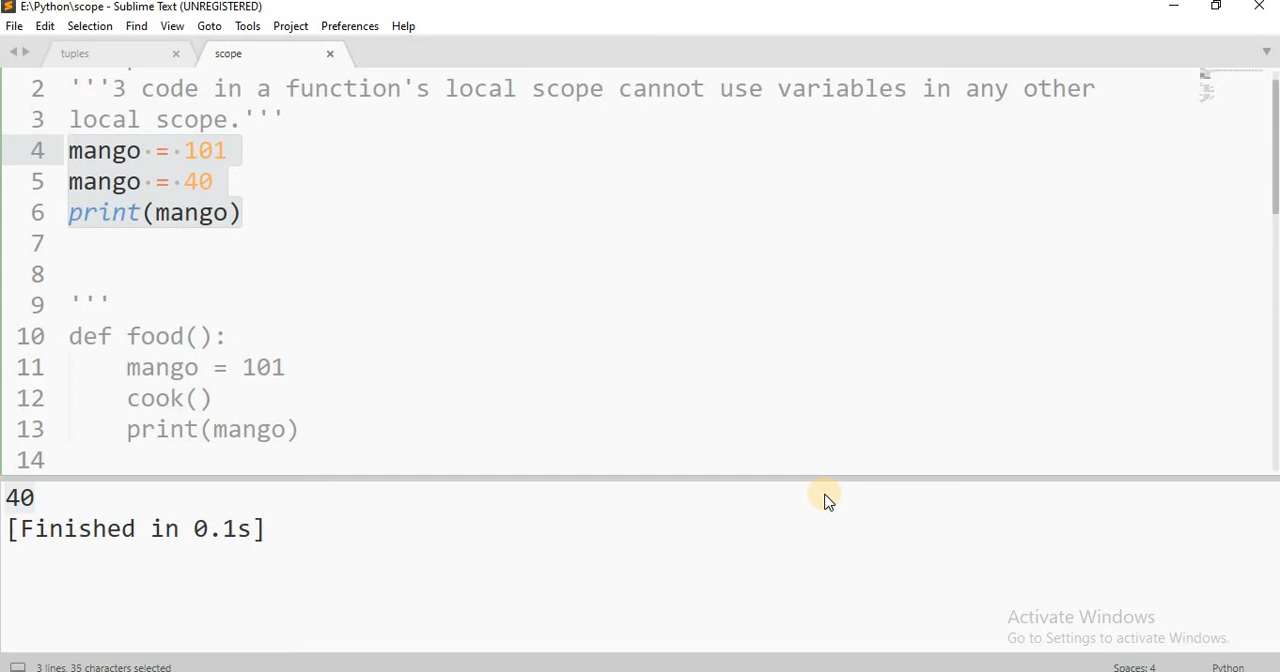 E:\Python\scope - Sublime Text (UNREGISTERED)
File Edit Selection Find View Goto Tools Project Preferences Help
tuples scope
2 '''3 code in a function's local scope cannot use variables in any other
3 local scope.'''
4 mango = 101
5 mango = 40
6 print(mango)
7
8
9 '''
10 def food():
11 mango = 101
12 cook()
13 print(mango)
14
40
[Finished in 0.1s]
Activate Windows
Go to Settings to activate Windows.
3 lines, 35 characters selected Spaces: 4 Python